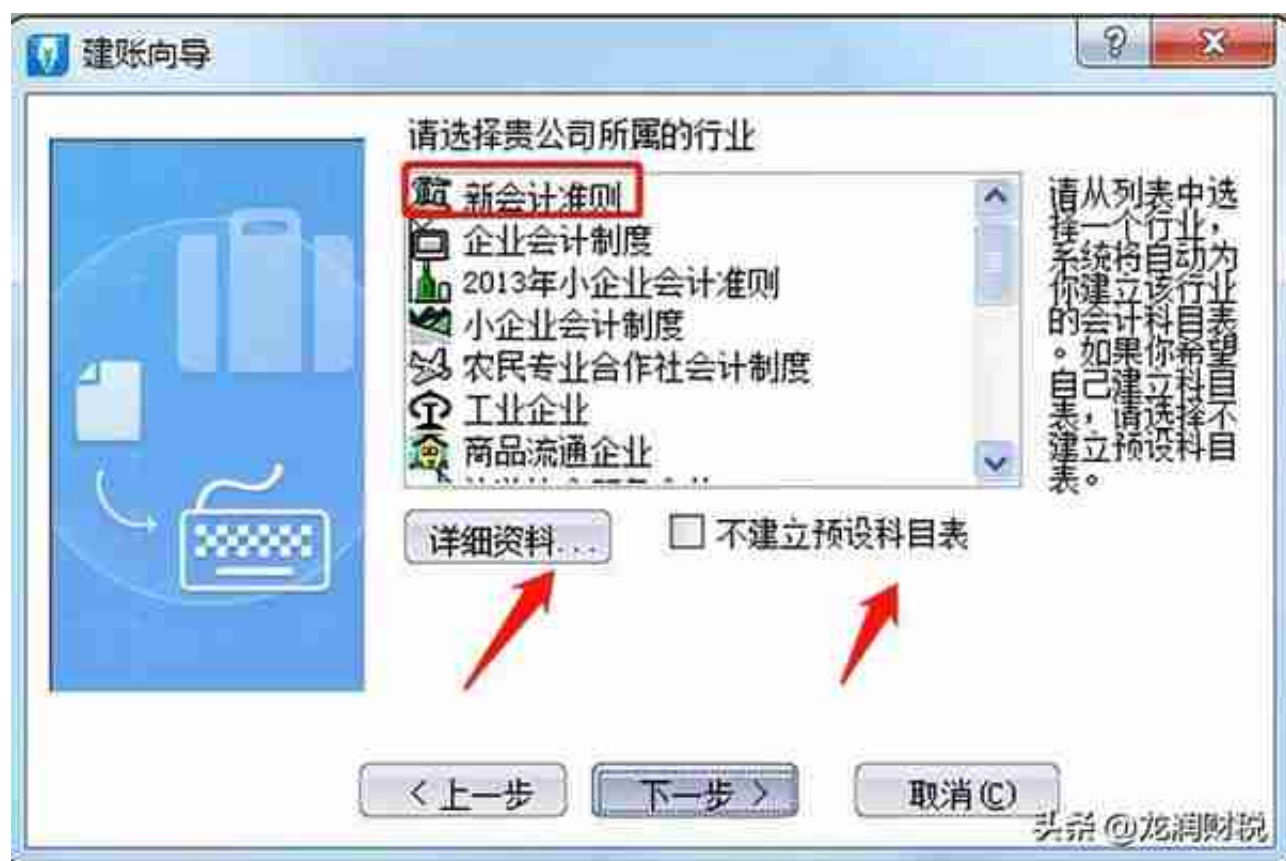 建账向导
请选择贵公司所属的行业
新会计准则
企业会计制度
2013年小企业会计准则
小企业会计制度
农民专业合作社会计制度
工业企业
商品流通企业
请从列表中选
择一个行业，
系统将自动为
你建立该行业
的会计科目表
。如果你希望
自己建立科目
表，请选择不
建立预设科目
表。
详细资料...
不建立预设科目表
<上一步
下一步>
取消(C)
头条 @龙润财税